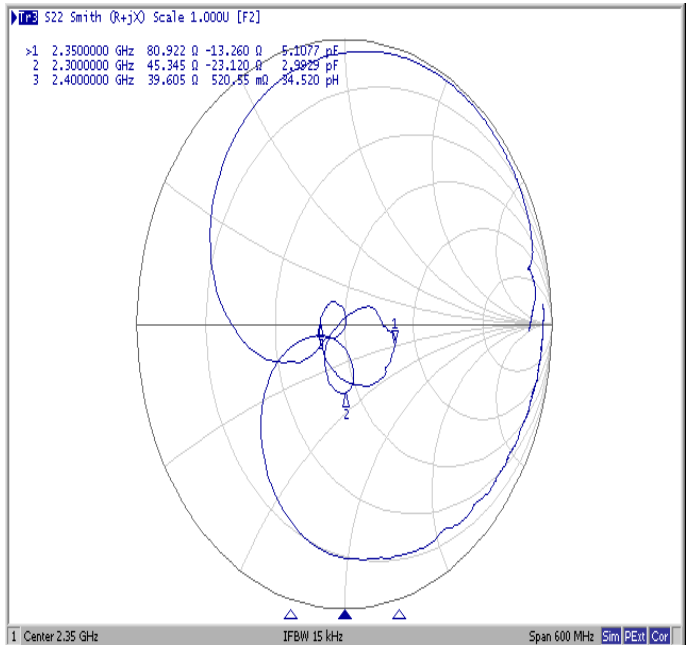 Tr3 S22 Smith (R+jX) Scale 1.000U [F2]
>1 2.3500000 GHz 80.922 Ω -13.260 Ω 5.1077 pF
2 2.3000000 GHz 45.345 Ω -23.120 Ω 2.9929 pF
3 2.4000000 GHz 39.605 Ω 520.55 mΩ 34.520 pH
1
2
1 Center 2.35 GHz IFBW 15 kHz Span 600 MHz Sim PExt Cor